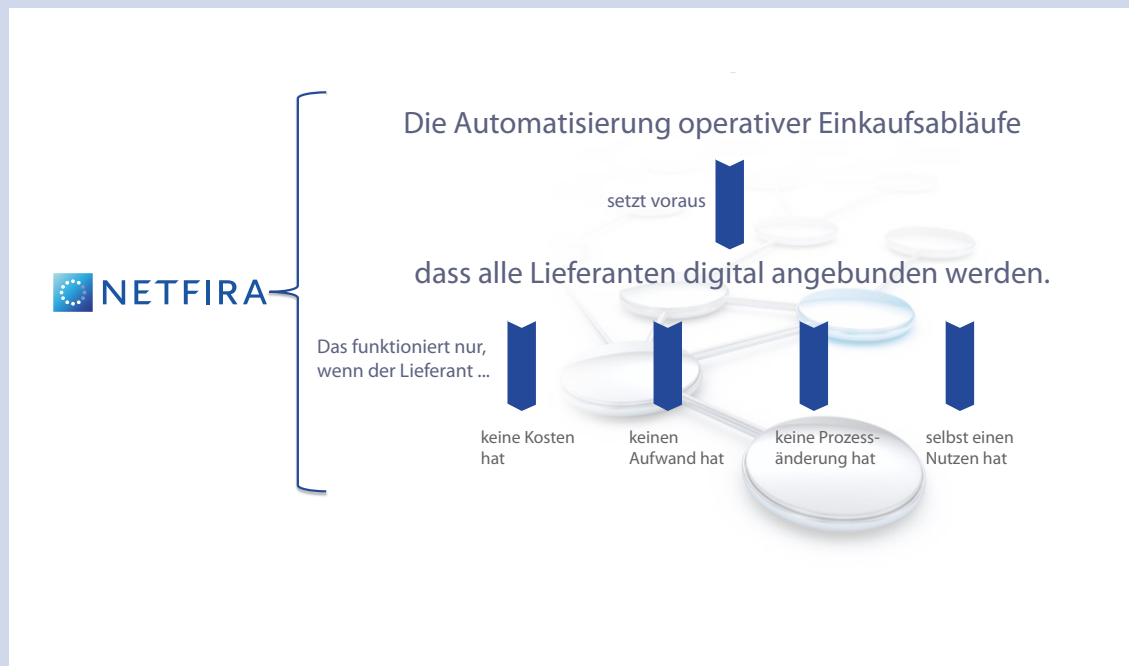 Die Automatisierung operativer Einkaufsabläufe
setzt voraus
dass alle Lieferanten digital angebunden werden.
NETFIRA
Das funktioniert nur,
wenn der Lieferant ...
keine Kosten
hat
keinen
Aufwand hat
keine Prozess-
änderung hat
selbst einen
Nutzen hat